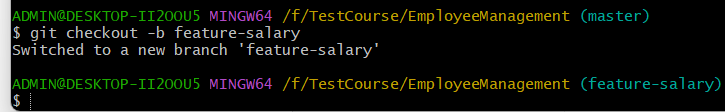 ADMIN@DESKTOP-II2OOU5 MINGW64 /f/TestCourse/EmployeeManagement (master)
$ git checkout -b feature-salary
Switched to a new branch 'feature-salary'
ADMIN@DESKTOP-II2OOU5 MINGW64 /f/TestCourse/EmployeeManagement (feature-salary)
$